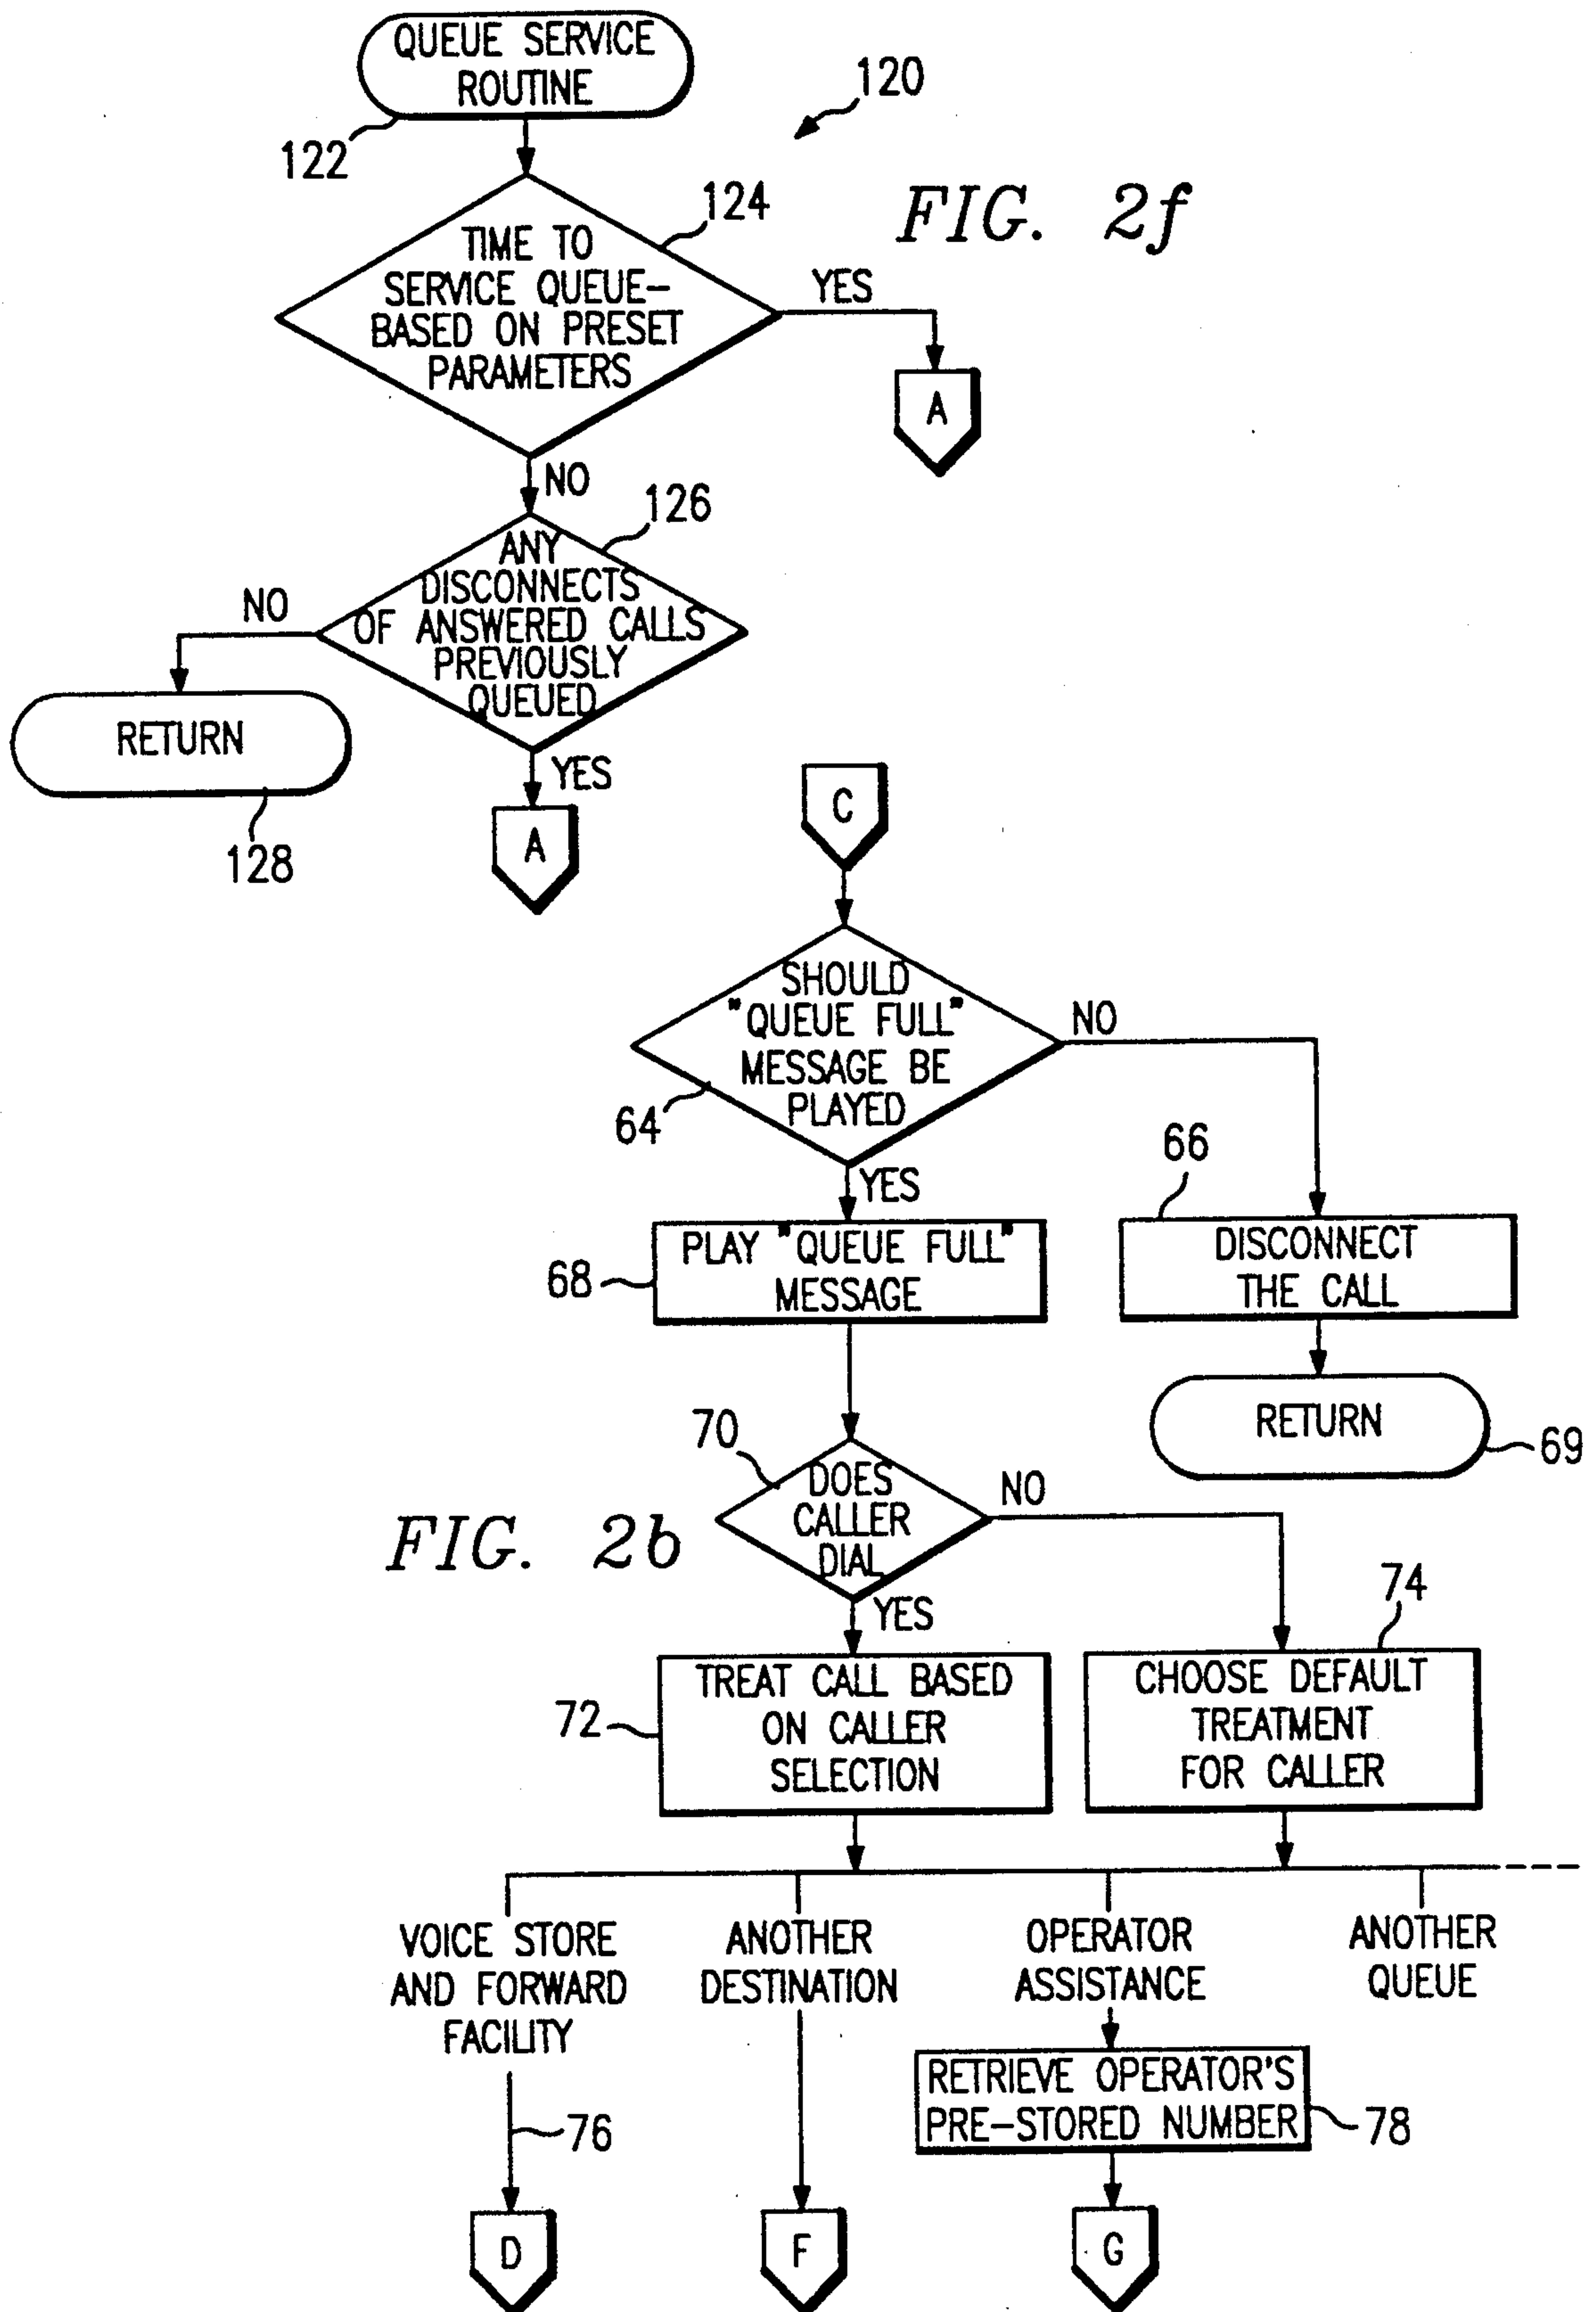 QUEUE SERVICE
ROUTINE
120
122
FIG. 2f
124
TIME TO
SERVICE QUEUE-
BASED ON PRESET
PARAMETERS
YES
A
NO
126
ANY
DISCONNECTS
OF ANSWERED CALLS
PREVIOUSLY
QUEUED
NO
RETURN
128
YES
A
C
SHOULD
"QUEUE FULL"
MESSAGE BE
PLAYED
NO
64
YES
66
PLAY "QUEUE FULL"
MESSAGE
68
DISCONNECT
THE CALL
RETURN
69
70
DOES
CALLER
DIAL
NO
FIG. 2b
YES
74
TREAT CALL BASED
ON CALLER
SELECTION
72
CHOOSE DEFAULT
TREATMENT
FOR CALLER
VOICE STORE
AND FORWARD
FACILITY
ANOTHER
DESTINATION
OPERATOR
ASSISTANCE
ANOTHER
QUEUE
76
RETRIEVE OPERATOR'S
PRE-STORED NUMBER
78
D
F
G